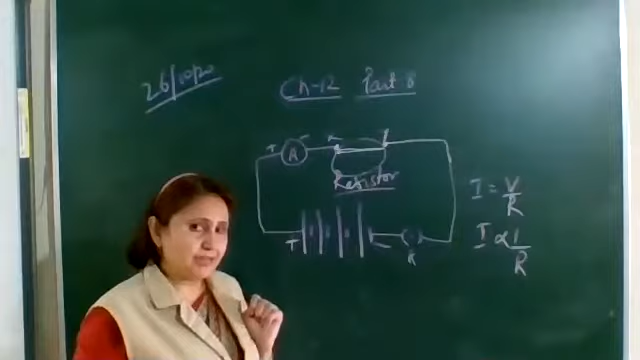 26/10/20
Ch-12 Part 8
+ A -
Resistor
+
K
I = V/R
I ∝ 1/R